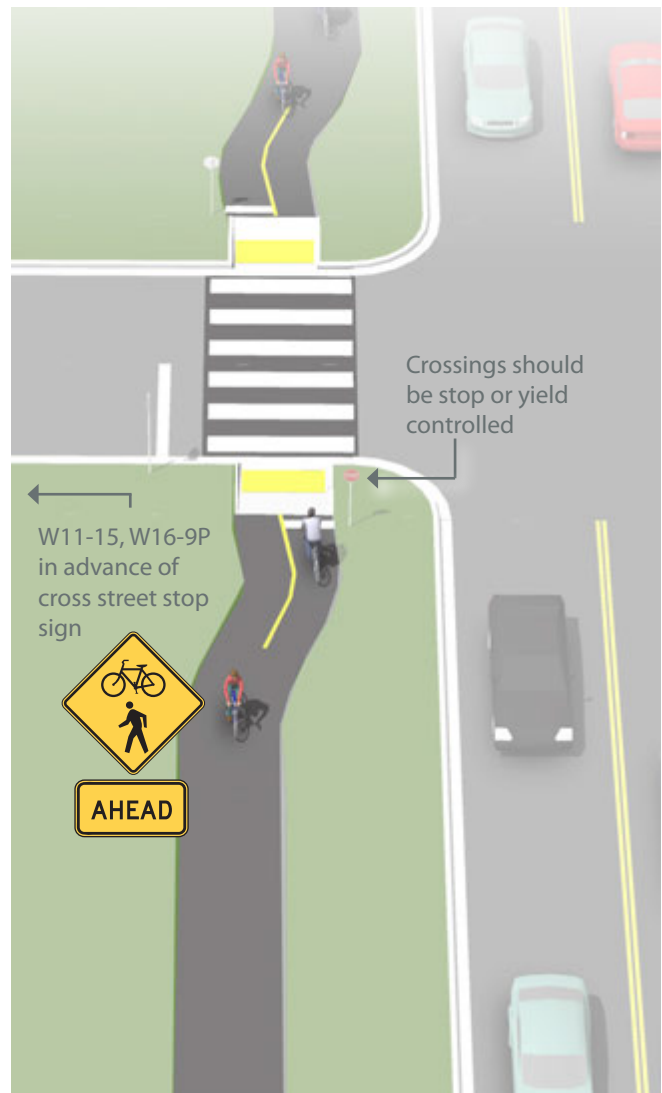 Crossings should
be stop or yield
controlled
W11-15, W16-9P
in advance of
cross street stop
sign
AHEAD